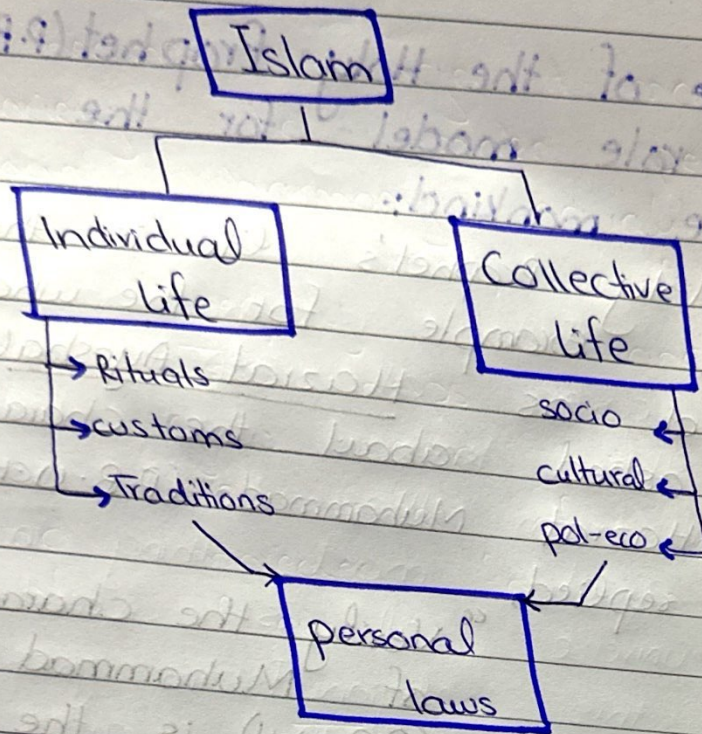 Islam
Individual
life
Collective
life
Rituals
customs
Traditions
socio
cultural
pol-eco
personal
laws